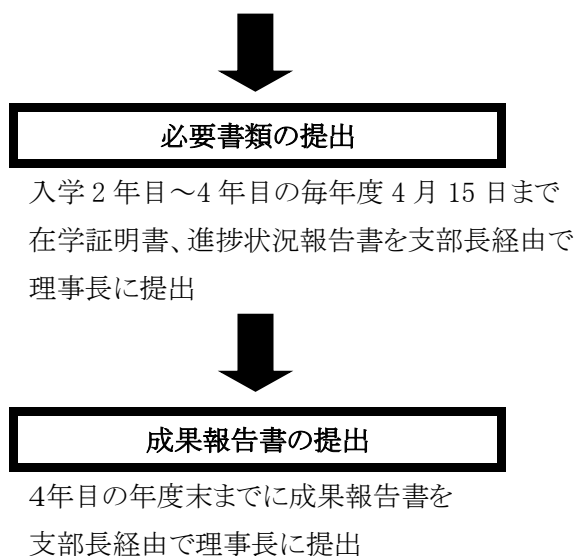 必要書類の提出
入学 2 年目～4 年目の毎年度 4 月 15 日まで
在学証明書、進捗状況報告書を支部長経由で
理事長に提出
成果報告書の提出
4年目の年度末までに成果報告書を
支部長経由で理事長に提出